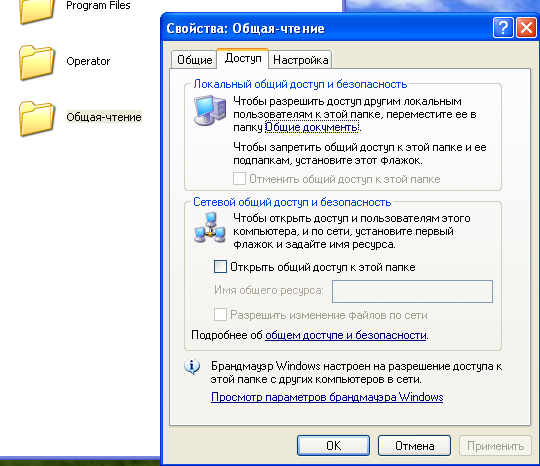 Program Files
Operator
Общая-чтение
Свойства: Общая-чтение
Общие
Доступ
Настройка
Локальный общий доступ и безопасность
Чтобы разрешить доступ другим локальным
пользователям к этой папке, переместите ее в
папку Общие документы.
Чтобы запретить общий доступ к этой папке и ее
подпапкам, установите этот флажок.
Отменить общий доступ к этой папке
Сетевой общий доступ и безопасность
Чтобы открыть доступ и пользователям этого
компьютера, и по сети, установите первый
флажок и задайте имя ресурса.
Открыть общий доступ к этой папке
Имя общего ресурса:
Разрешить изменение файлов по сети
Подробнее об общем доступе и безопасности.
Брандмауэр Windows настроен на разрешение доступа к
этой папке с других компьютеров в сети.
Просмотр параметров брандмауэра Windows
OK
Отмена
Применить